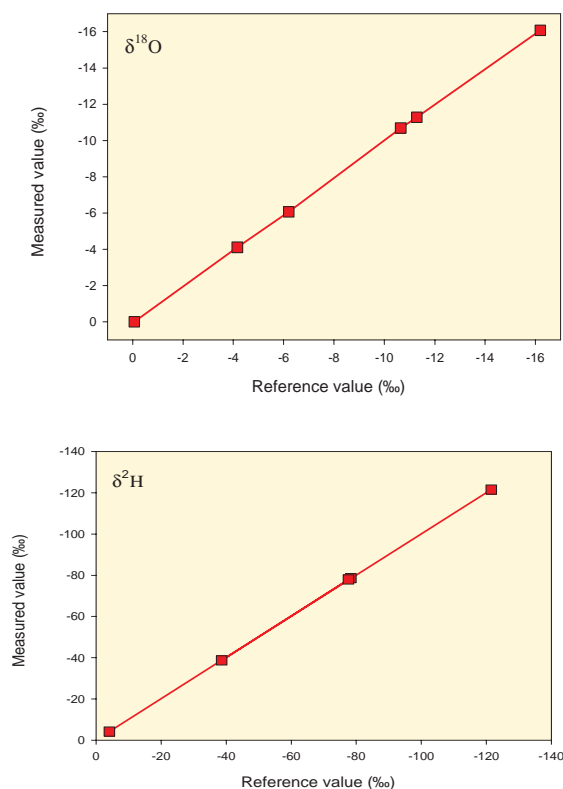 δ¹⁸O
Measured value (‰)
-16
-14
-12
-10
-8
-6
-4
-2
0
0 -2 -4 -6 -8 -10 -12 -14 -16
Reference value (‰)
δ²H
Measured value (‰)
-140
-120
-100
-80
-60
-40
-20
0
0 -20 -40 -60 -80 -100 -120 -140
Reference value (‰)